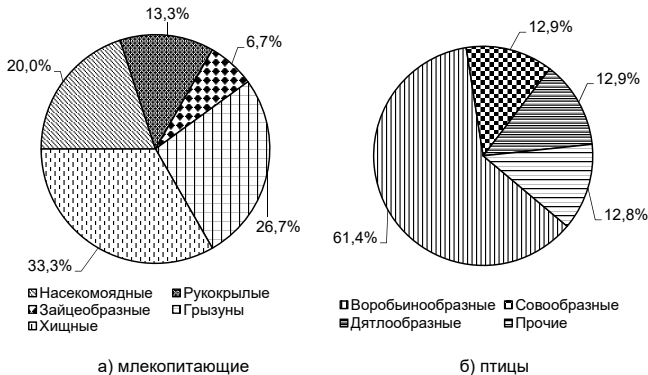 13,3%
6,7%
20,0%
26,7%
33,3%
Насекомоядные Рукокрылые
Зайцеобразные Грызуны
Хищные
а) млекопитающие
12,9%
12,9%
12,8%
61,4%
Воробьинообразные Совообразные
Дятлообразные Прочие
б) птицы